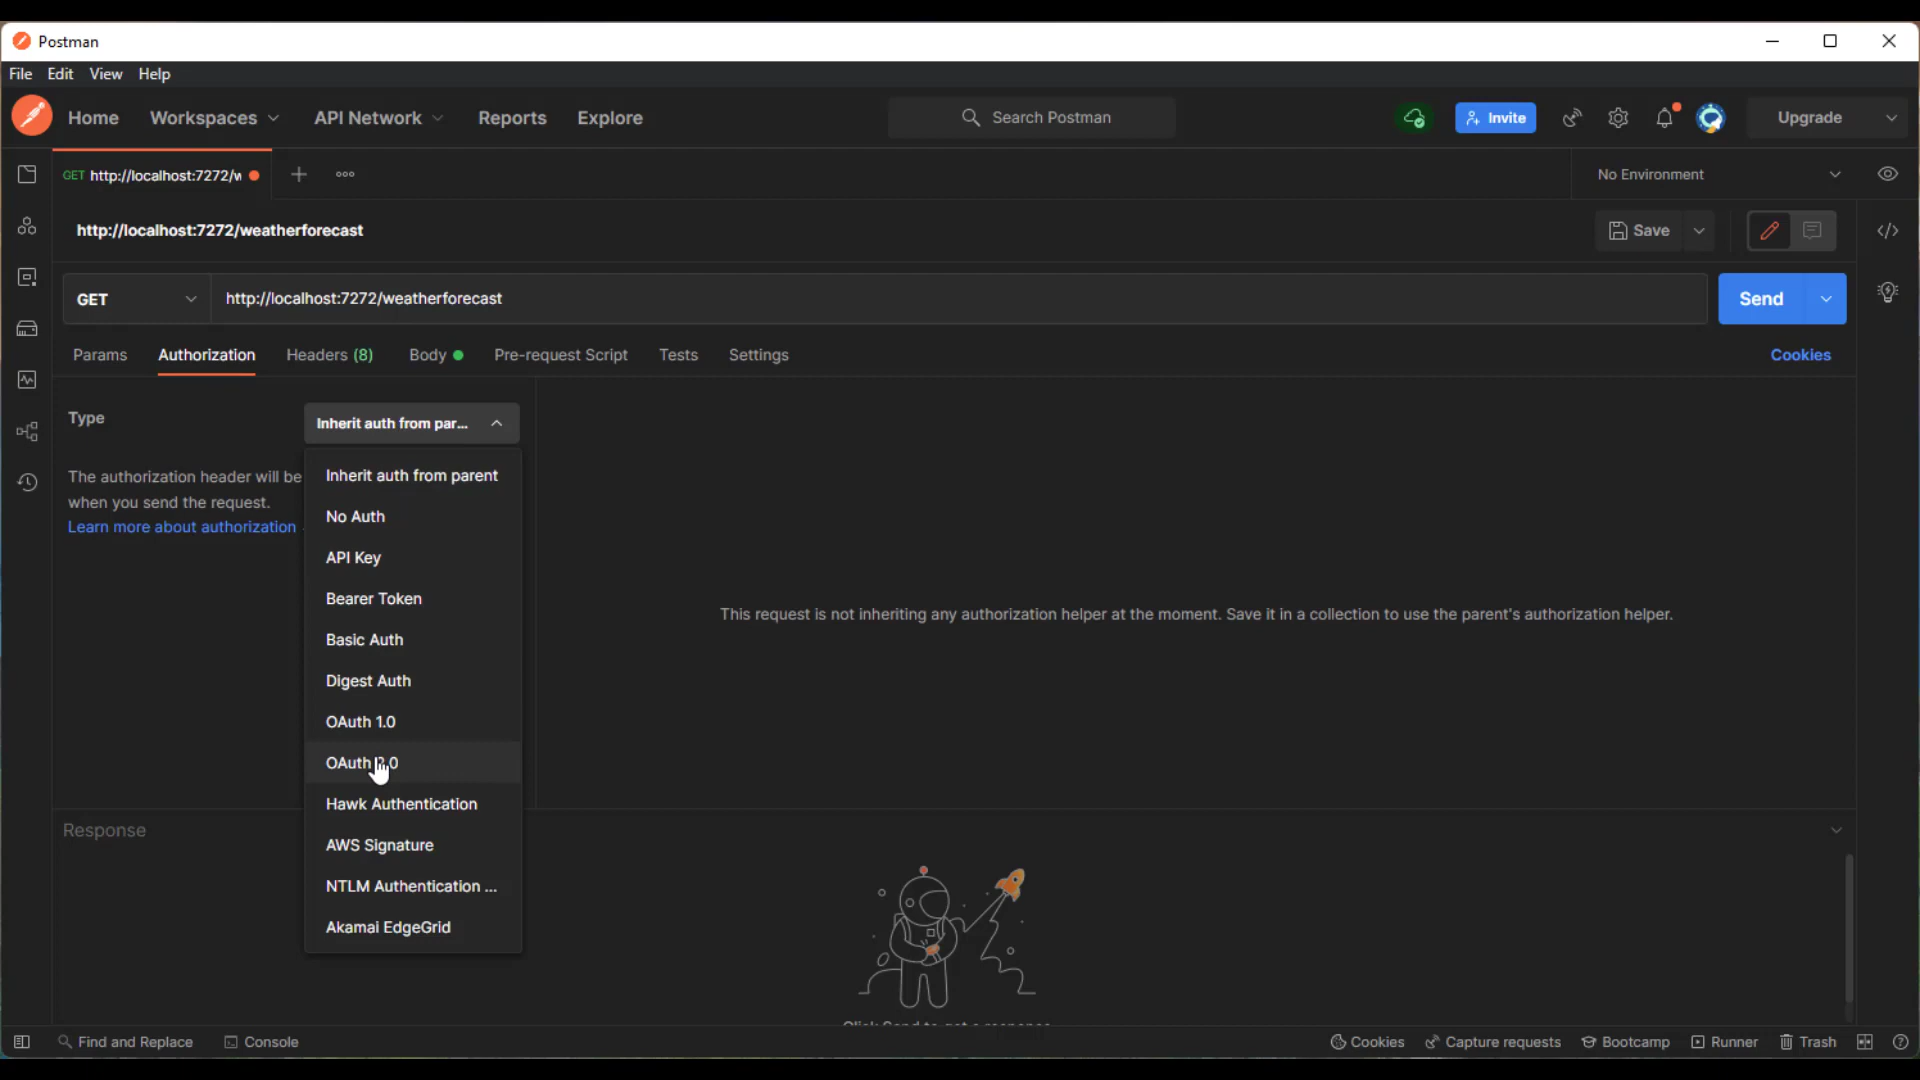 Postman
File Edit View Help
Home Workspaces API Network Reports Explore Search Postman Invite Upgrade
GET http://localhost:7272/w No Environment
http://localhost:7272/weatherforecast Save
GET http://localhost:7272/weatherforecast Send
Params Authorization Headers (8) Body Pre-request Script Tests Settings Cookies
Type Inherit auth from par...
The authorization header will be
when you send the request.
Learn more about authorization
Inherit auth from parent
No Auth
API Key
Bearer Token
Basic Auth
Digest Auth
OAuth 1.0
OAuth 2.0
Hawk Authentication
AWS Signature
NTLM Authentication ...
Akamai EdgeGrid
This request is not inheriting any authorization helper at the moment. Save it in a collection to use the parent's authorization helper.
Response
Click Send to get a response
Find and Replace Console Cookies Capture requests Bootcamp Runner Trash